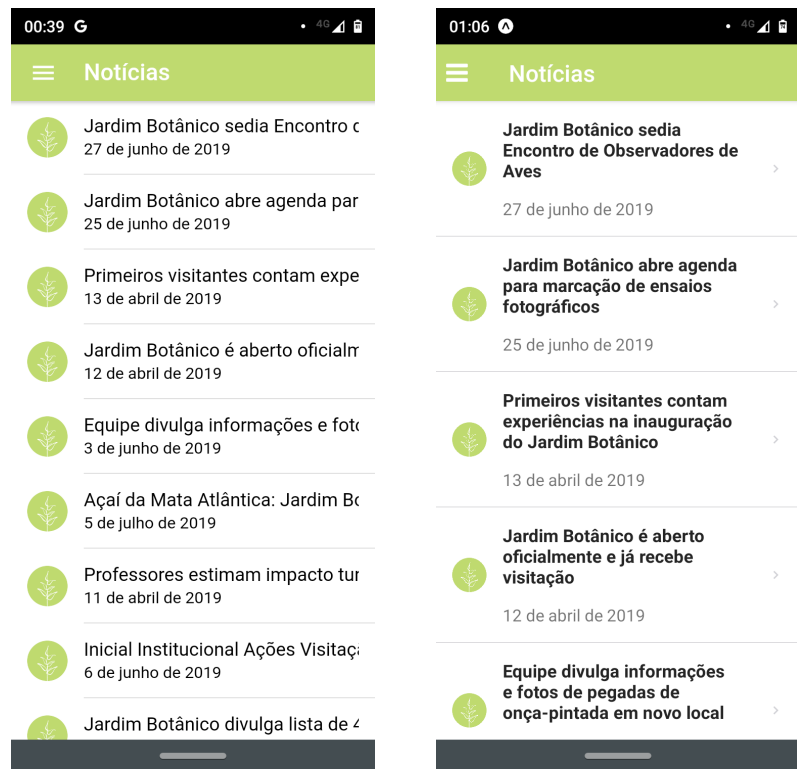 00:39 G
4G
Notícias
Jardim Botânico sedia Encontro
27 de junho de 2019
Jardim Botânico abre agenda par
25 de junho de 2019
Primeiros visitantes contam expe
13 de abril de 2019
Jardim Botânico é aberto oficialm
12 de abril de 2019
Equipe divulga informações e foto
3 de junho de 2019
Açaí da Mata Atlântica: Jardim Bo
5 de julho de 2019
Professores estimam impacto tur
11 de abril de 2019
Inicial Institucional Ações Visitaçã
6 de junho de 2019
Jardim Botânico divulga lista de 4
01:06
4G
Notícias
Jardim Botânico sedia
Encontro de Observadores de
Aves
27 de junho de 2019
Jardim Botânico abre agenda
para marcação de ensaios
fotográficos
25 de junho de 2019
Primeiros visitantes contam
experiências na inauguração
do Jardim Botânico
13 de abril de 2019
Jardim Botânico é aberto
oficialmente e já recebe
visitação
12 de abril de 2019
Equipe divulga informações
e fotos de pegadas de
onça-pintada em novo local